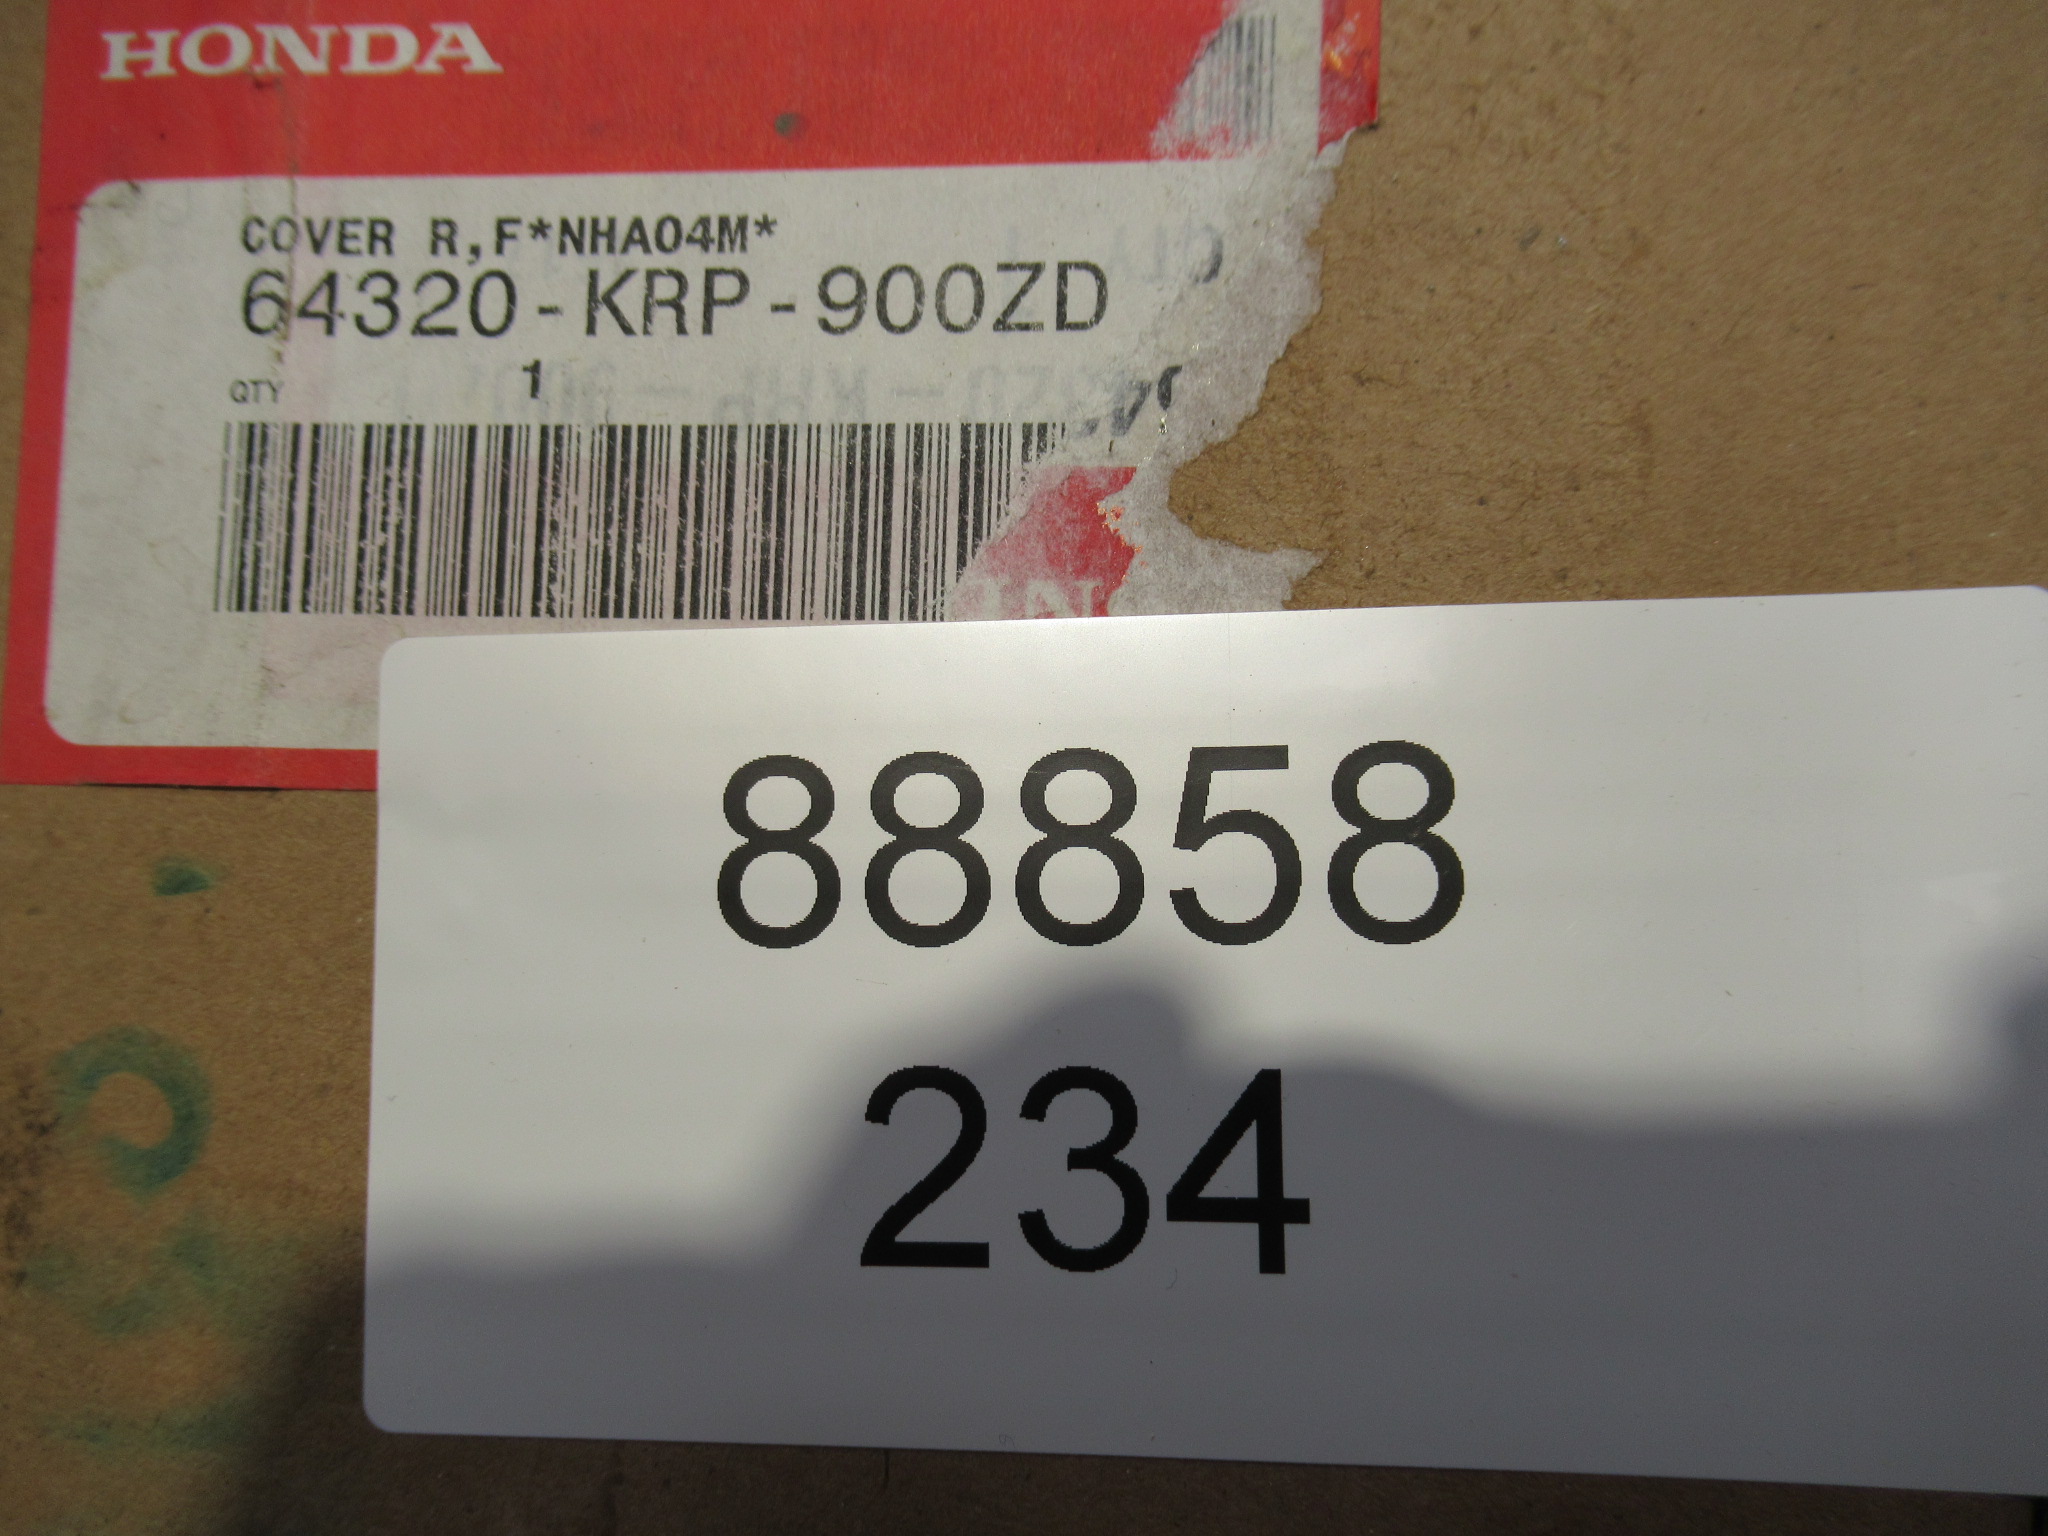 HONDA
COVER R,F*NHA04M*
64320-KRP-900ZD
QTY 1
88858
234